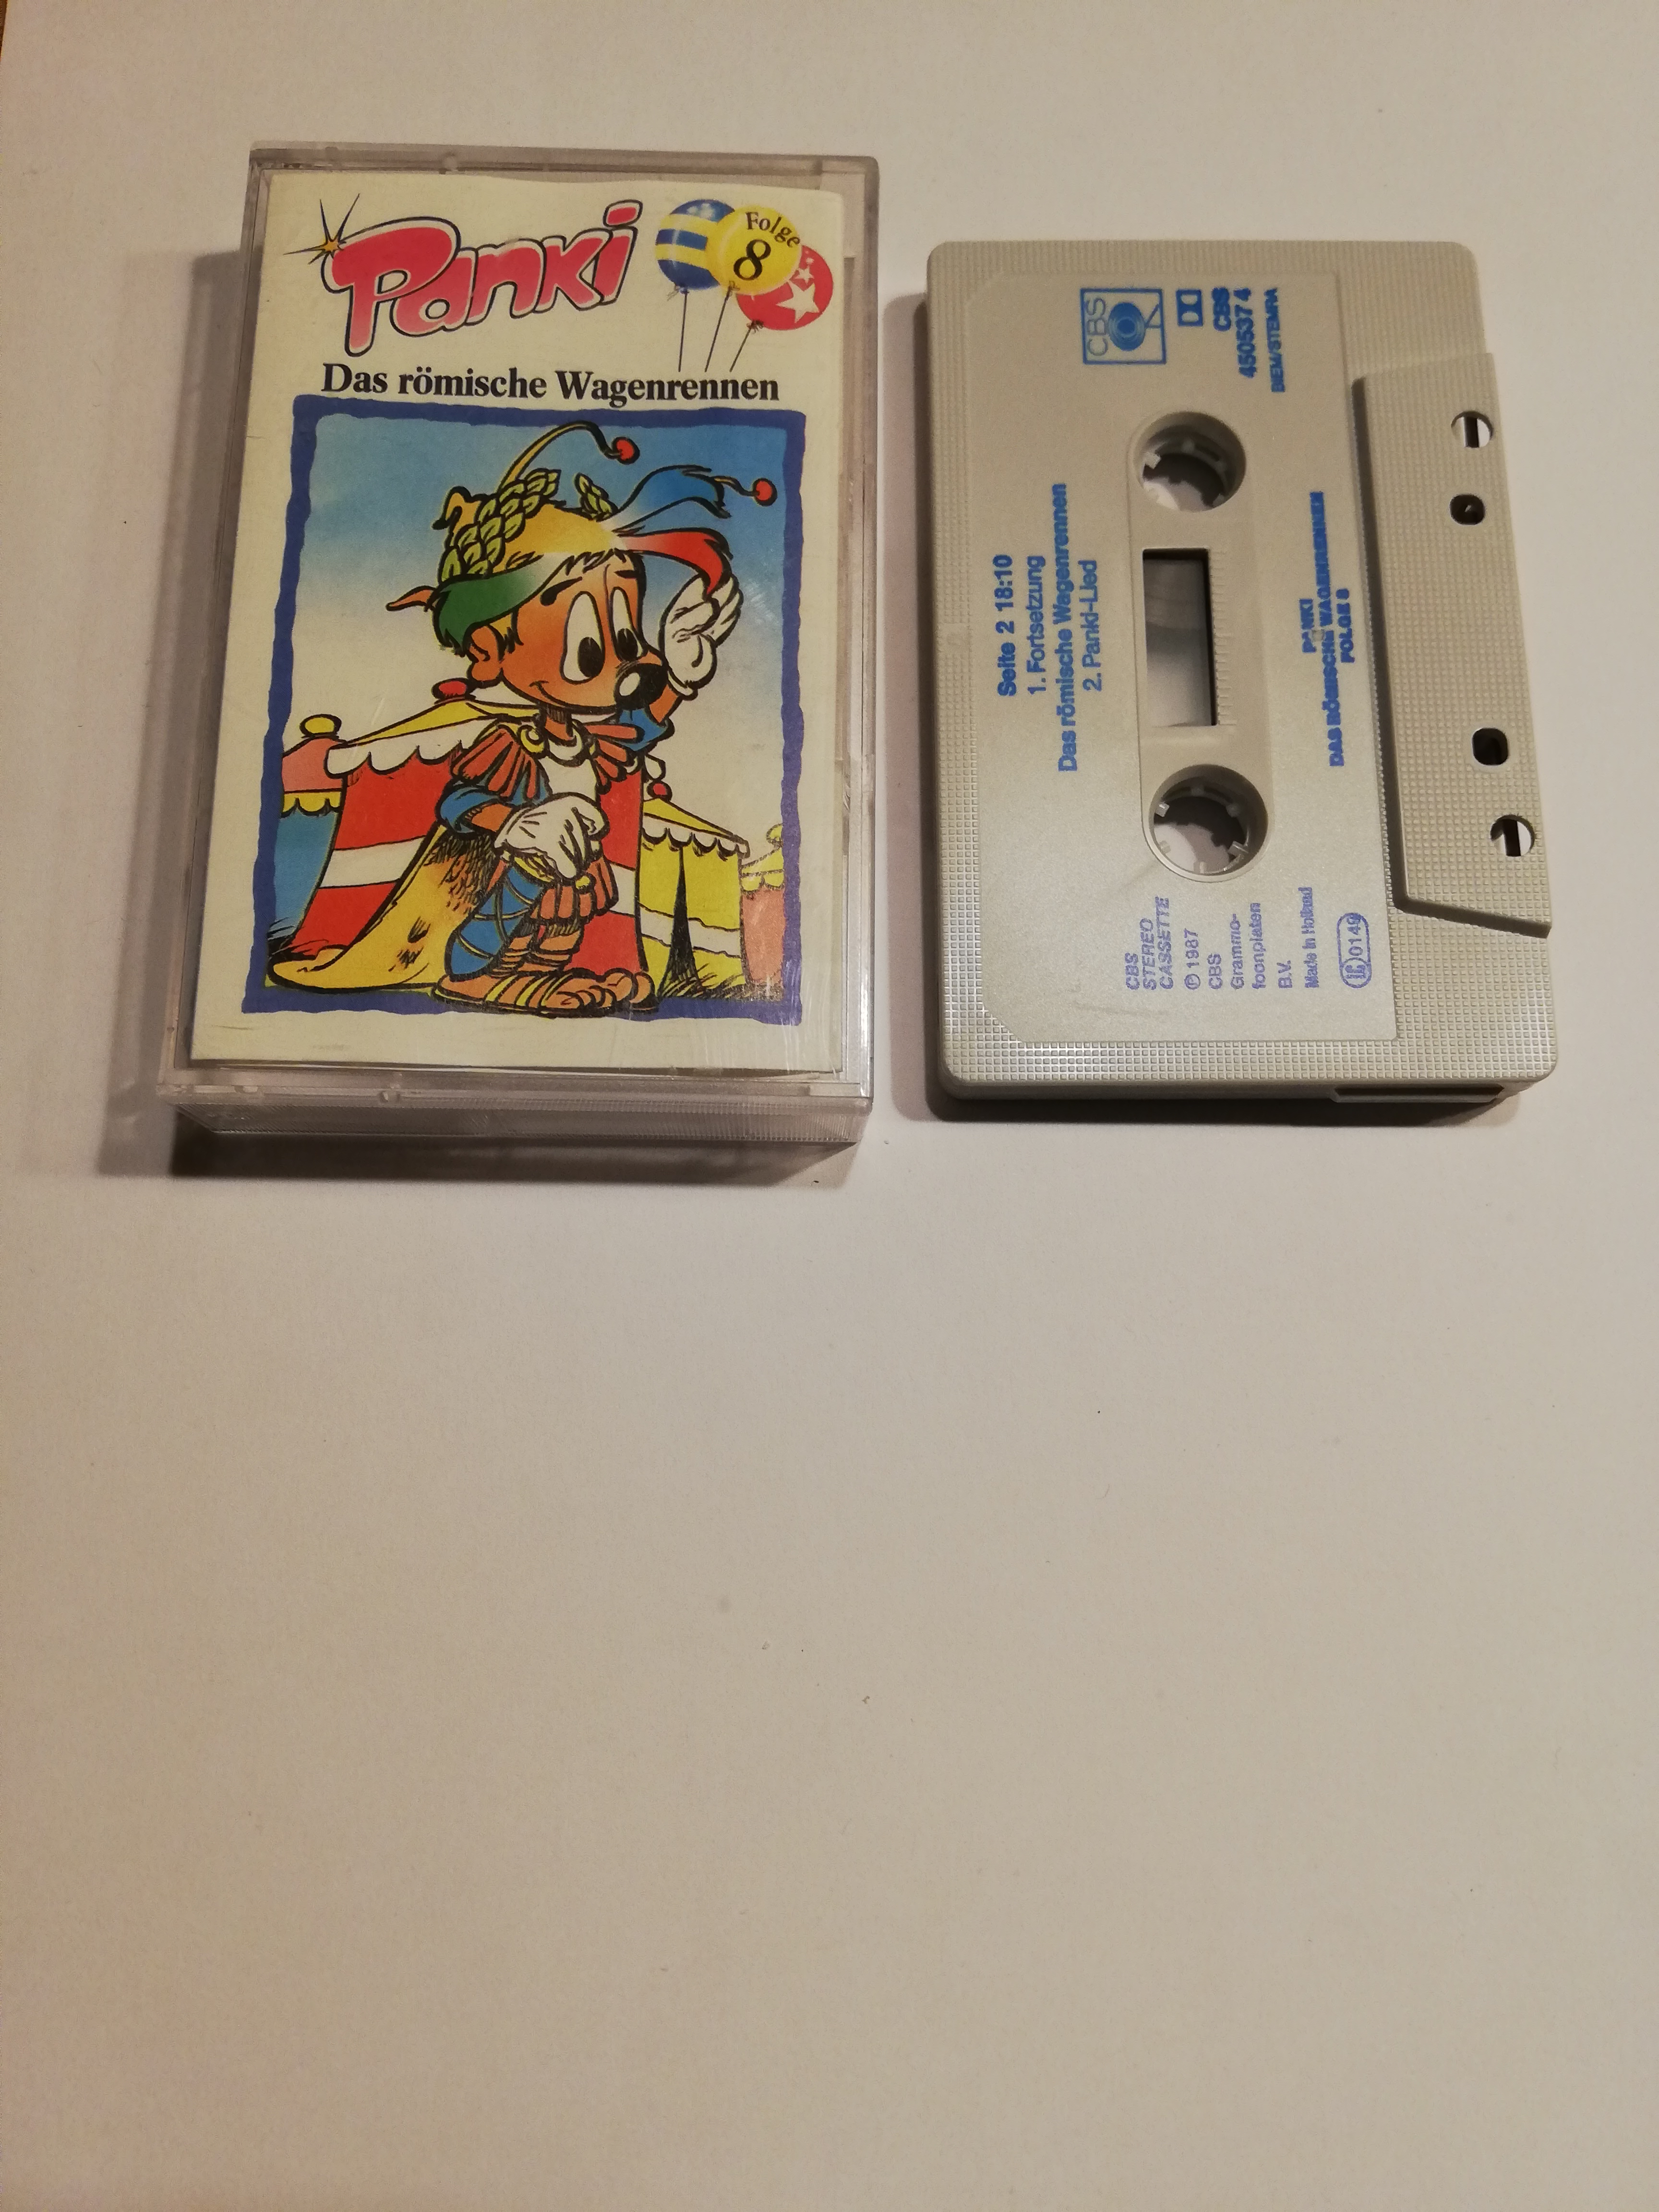 Panki
Folge
8
Das römische Wagenrennen
Seite 2 18:10
1. Fortsetzung
Das römische Wagenrennen
2. Panki-Lied
CBS
CBS
4505374
BIEM/STEMRA
CBS
STEREO
CASSETTE
℗ 1987
CBS
Grammo-
foonplaten
B.V.
Made in Holland
LC 0149
PANKI
DAS RÖMISCHE WAGENRENNEN
FOLGE 8